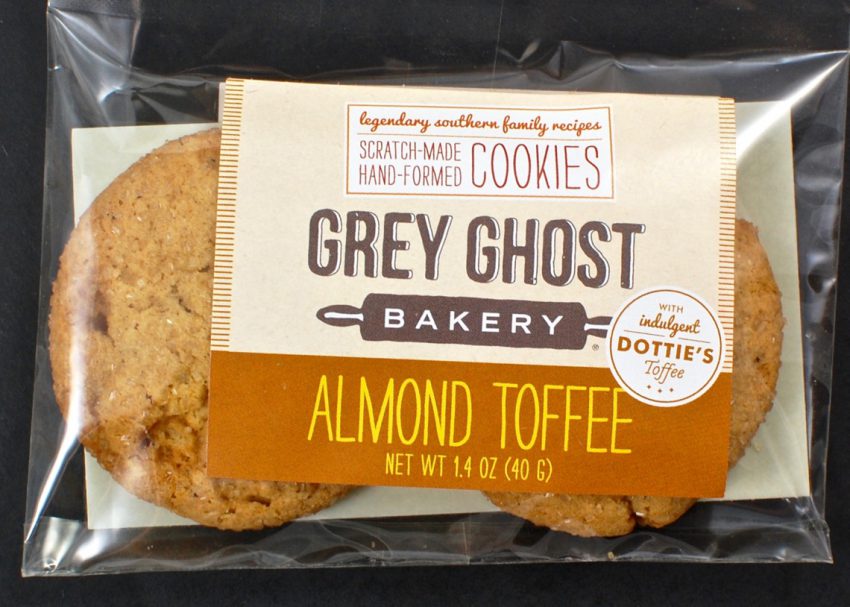 legendary southern family recipes
SCRATCH-MADE
HAND-FORMED
COOKIES
GREY GHOST
BAKERY
®
WITH
indulgent
DOTTIE'S
Toffee
ALMOND TOFFEE
NET WT 1.4 OZ (40 G)